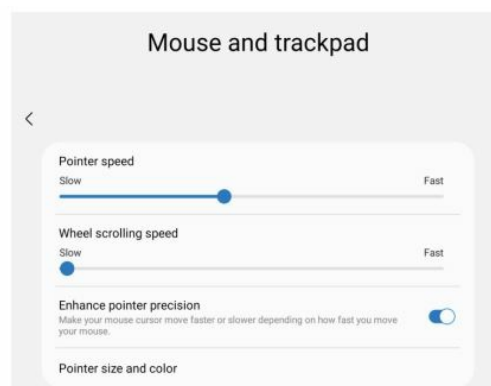 Mouse and trackpad
Pointer speed
Slow Fast
Wheel scrolling speed
Slow Fast
Enhance pointer precision
Make your mouse cursor move faster or slower depending on how fast you move
your mouse.
Pointer size and color